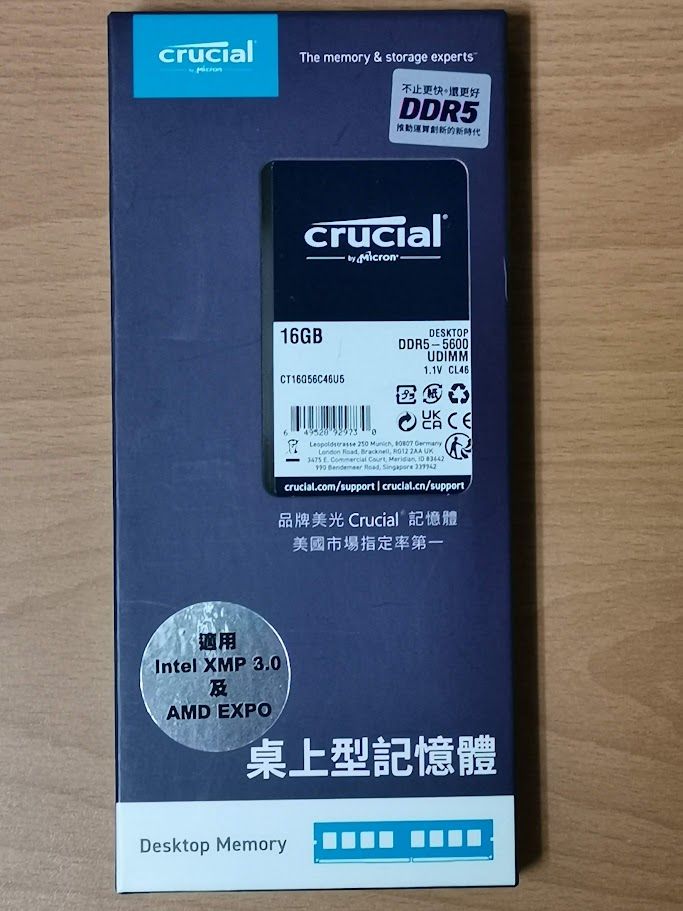 crucial
by Micron
The memory & storage experts™
不止更快。還更好
DDR5
推動運算創新的新時代
crucial®
by Micron®
16GB
DESKTOP
DDR5-5600
UDIMM
1.1V CL46
CT16G56C46U5
UK
CA
CE
6 49528 92973 0
Leopoldstrasse 250 Munich, 80807 Germany
London Road, Bracknell, RG12 2AA UK
3475 E. Commercial Court, Meridian, ID 83642
990 Bendemeer Road, Singapore 339942
crucial.com/support | crucial.cn/support
品牌美光 Crucial® 記憶體
美國市場指定率第一
適用
Intel XMP 3.0
及
AMD EXPO
桌上型記憶體
Desktop Memory